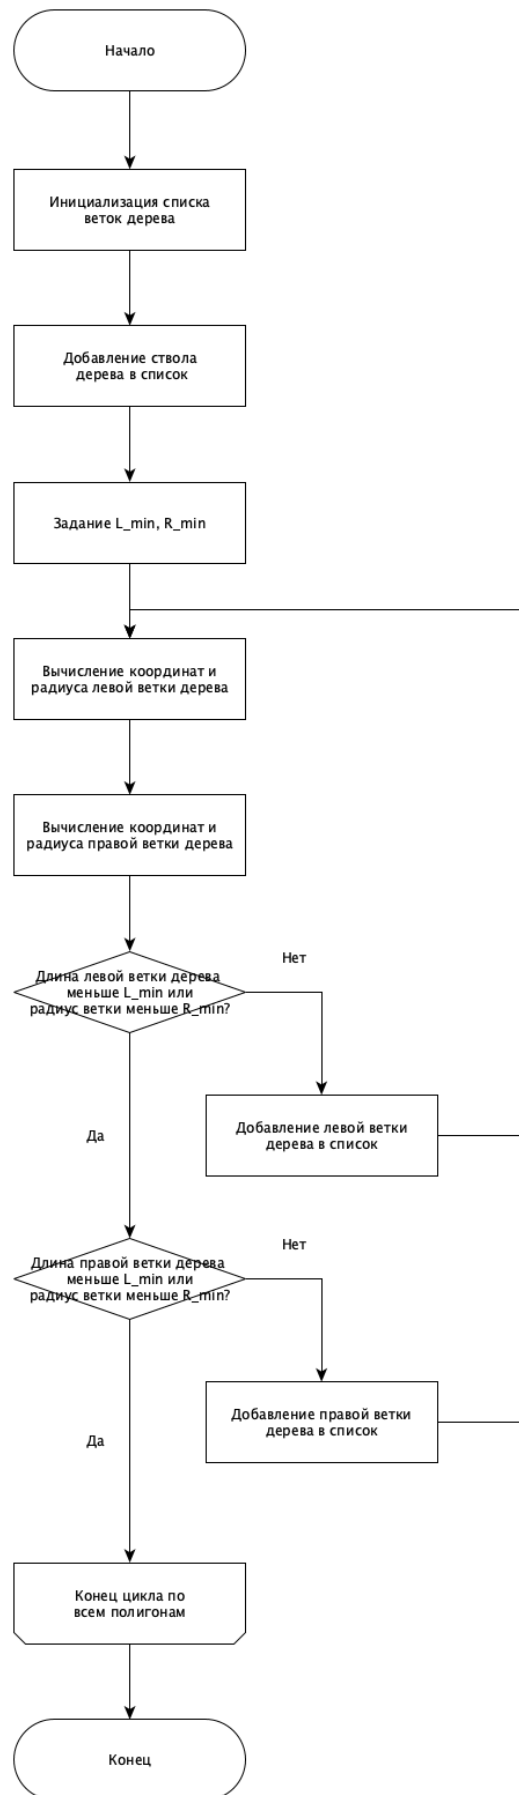 Начало
Инициализация списка
веток дерева
Добавление ствола
дерева в список
Задание L_min, R_min
Вычисление координат и
радиуса левой ветки дерева
Вычисление координат и
радиуса правой ветки дерева
Длина левой ветки дерева
меньше L_min или
радиус ветки меньше R_min?
Нет
Да
Добавление левой ветки
дерева в список
Длина правой ветки дерева
меньше L_min или
радиус ветки меньше R_min?
Нет
Да
Добавление правой ветки
дерева в список
Конец цикла по
всем полигонам
Конец